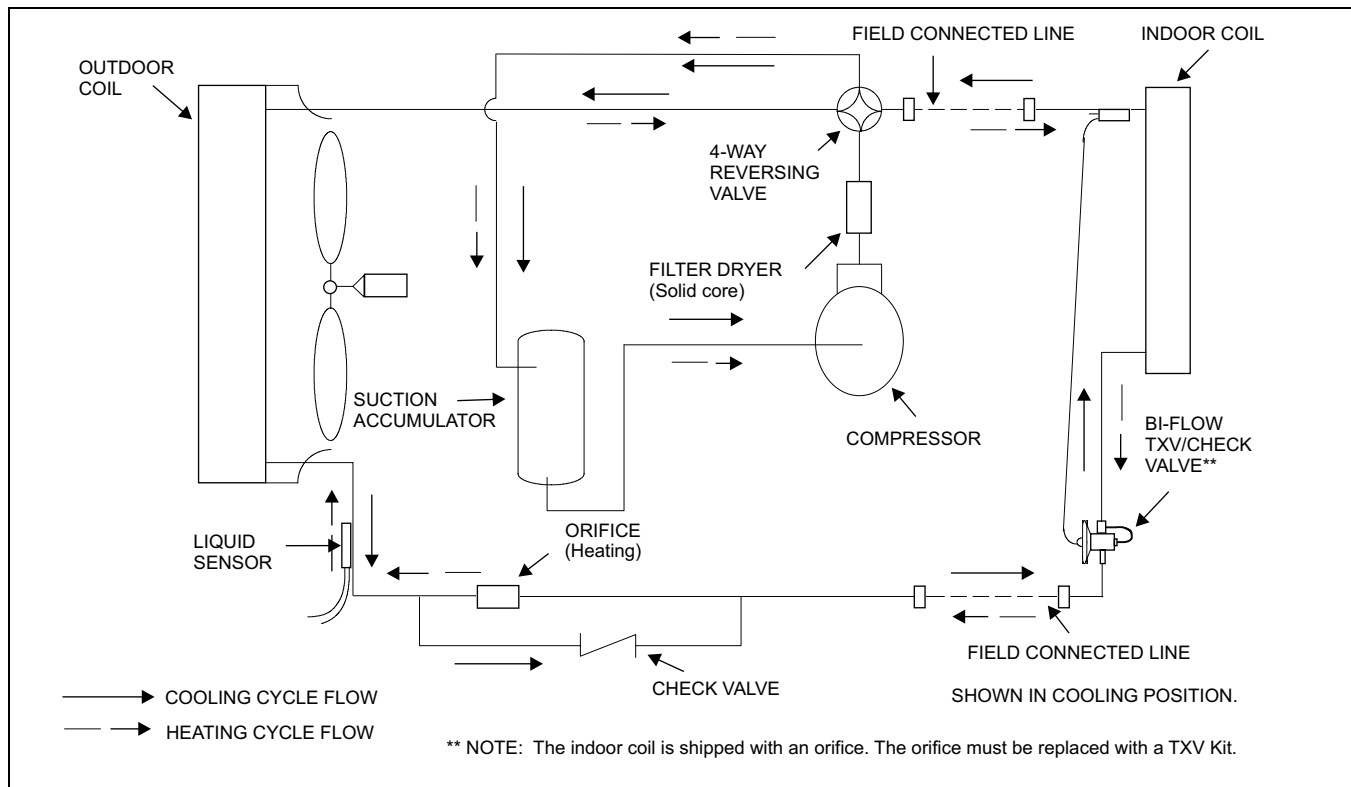 FIELD CONNECTED LINE
INDOOR COIL
OUTDOOR
COIL
4-WAY
REVERSING
VALVE
FILTER DRYER
(Solid core)
SUCTION
ACCUMULATOR
COMPRESSOR
BI-FLOW
TXV/CHECK
VALVE**
LIQUID
SENSOR
ORIFICE
(Heating)
FIELD CONNECTED LINE
CHECK VALVE
COOLING CYCLE FLOW
SHOWN IN COOLING POSITION.
HEATING CYCLE FLOW
** NOTE: The indoor coil is shipped with an orifice. The orifice must be replaced with a TXV Kit.